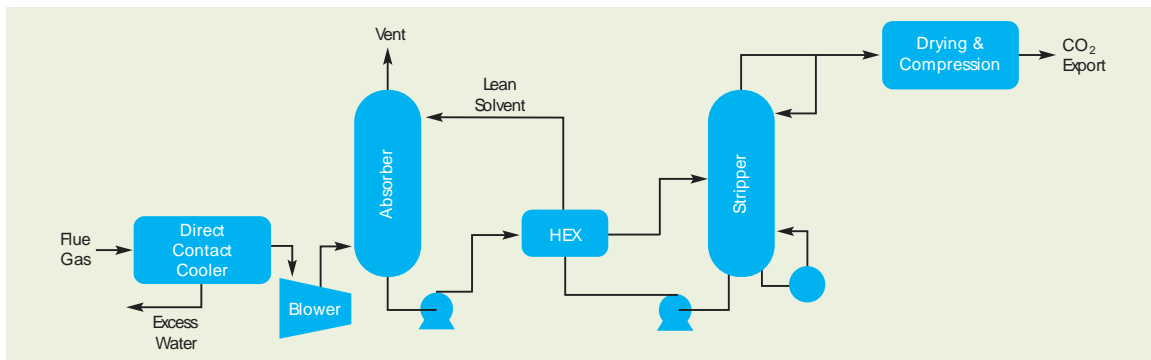 Flue
Gas
Direct
Contact
Cooler
Excess
Water
Blower
Vent
Absorber
Lean
Solvent
HEX
Stripper
Drying &
Compression
CO₂
Export